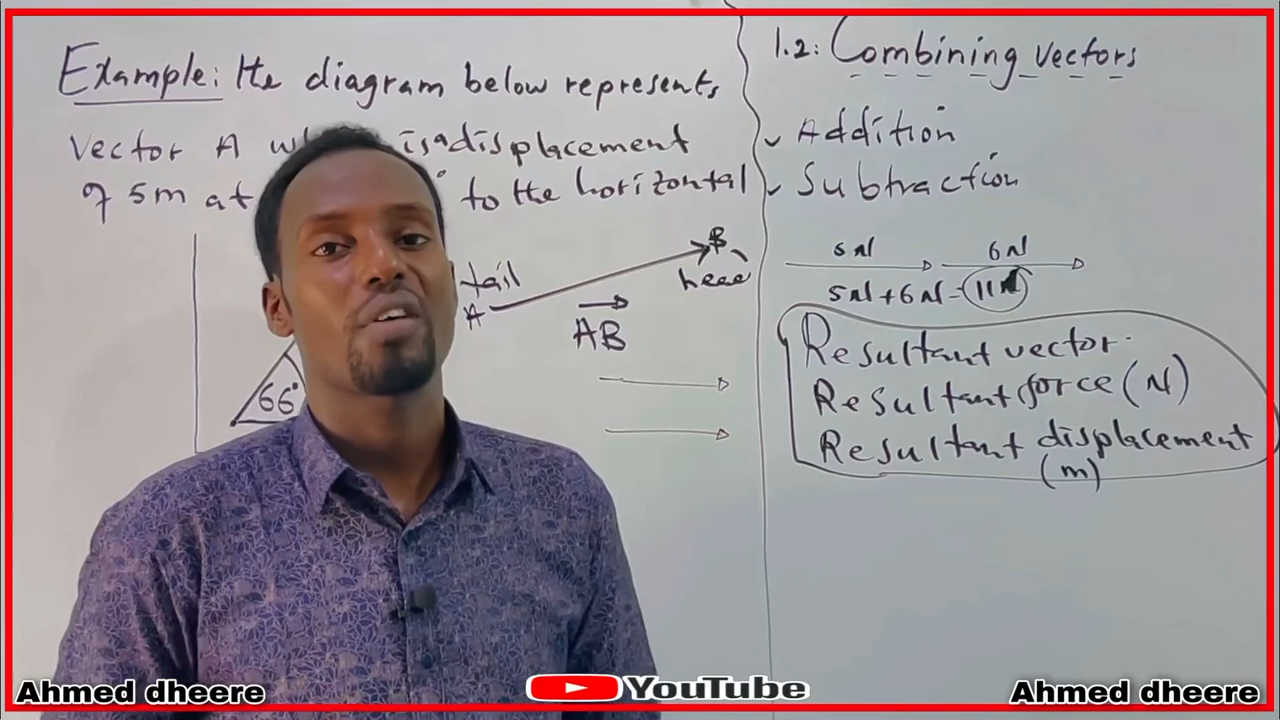 Example: the diagram below represents
vector A isadisplacement
of 5m at ° to the horizontal
tail
A
B
head
AB
66°
1.2: Combining vectors
Addition
Subtraction
5N 6N
5N+6N=11N
Resultant vector.
Resultant force (N)
Resultant displacement
(m)
Ahmed dheere
YouTube
Ahmed dheere